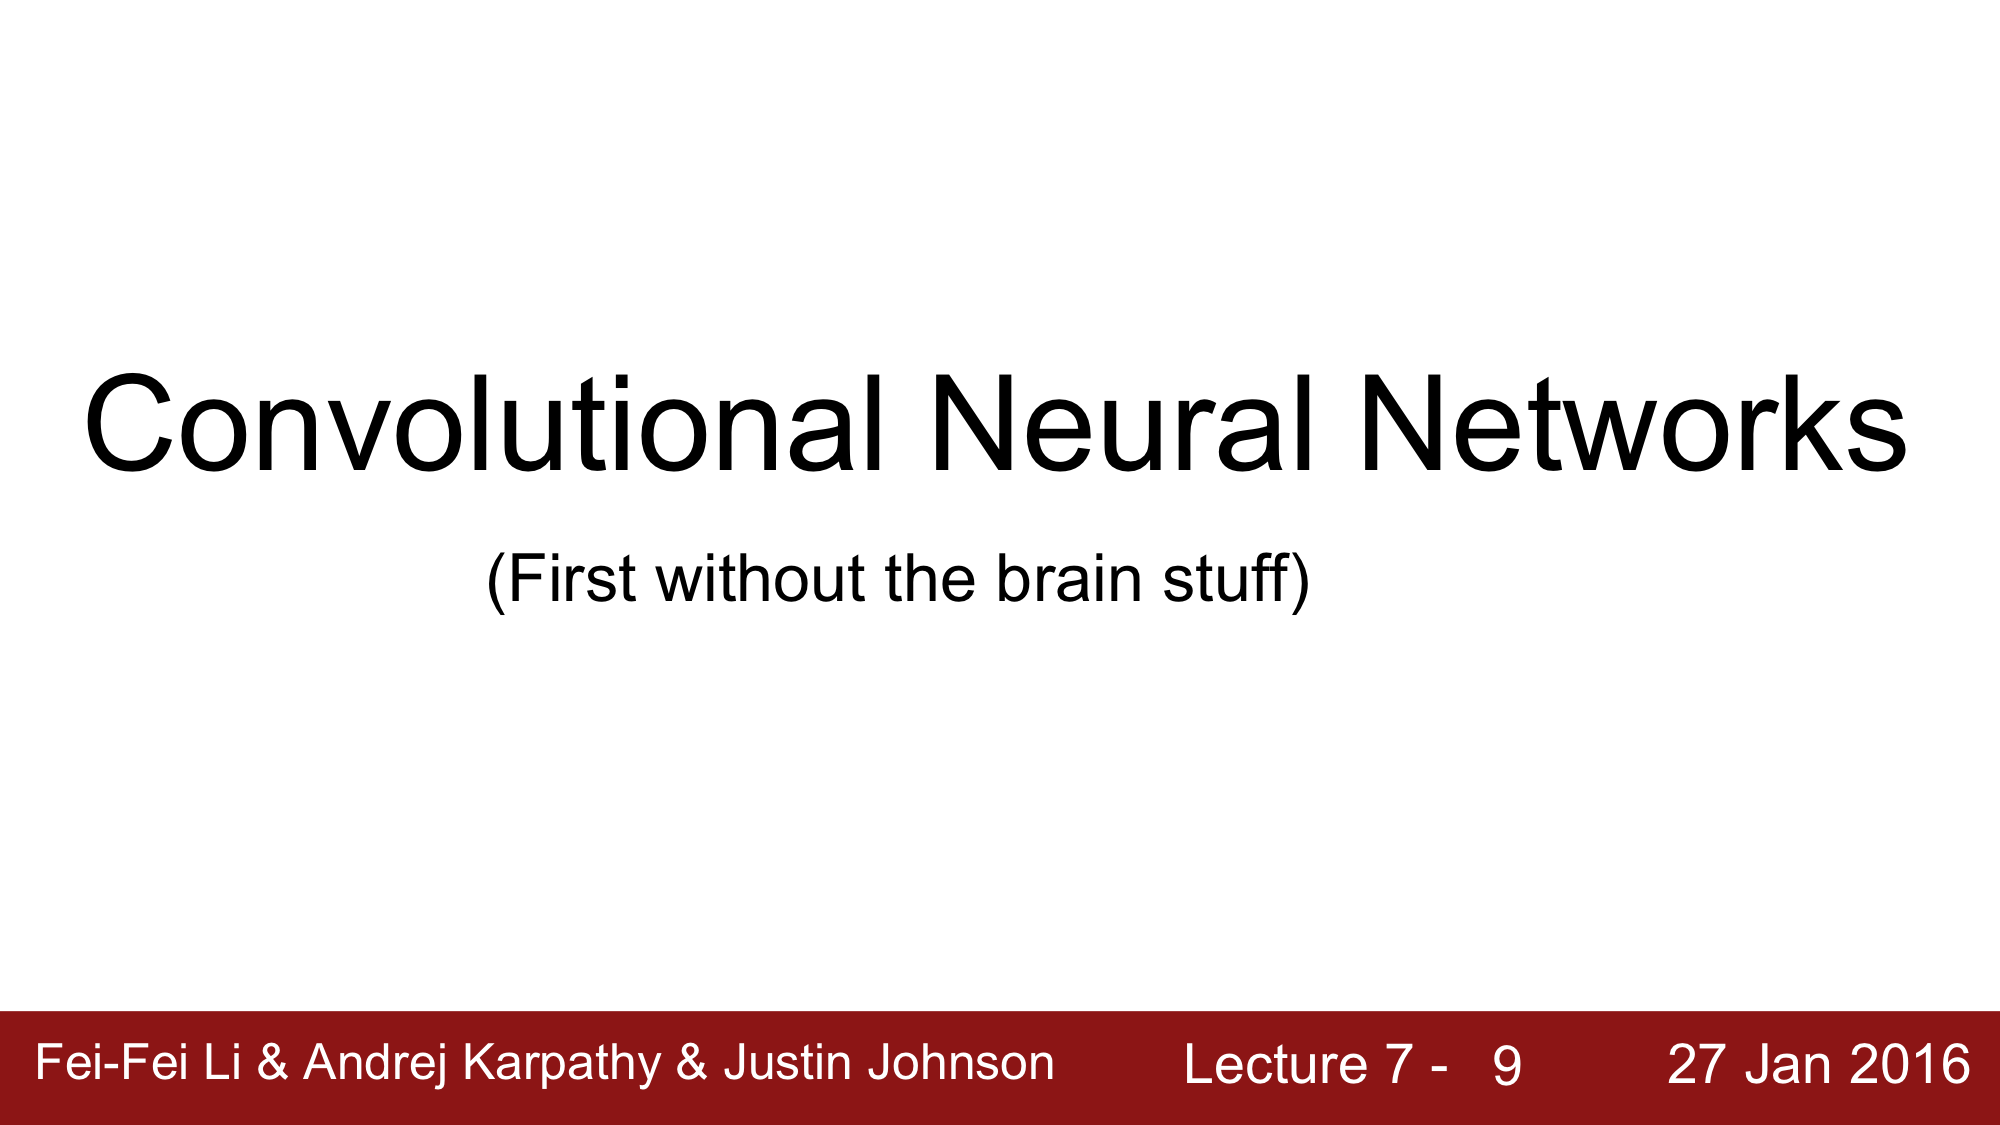 Convolutional Neural Networks
(First without the brain stuff)
Fei-Fei Li & Andrej Karpathy & Justin Johnson Lecture 7 - 9 27 Jan 2016